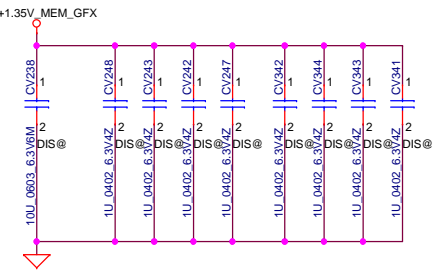 +1.35V_MEM_GFX
CV238
CV248
CV243
CV242
CV247
CV342
CV344
CV343
CV341
1
1
1
1
1
1
1
1
1
2
2
2
2
2
2
2
2
2
DIS@
DIS@
DIS@
DIS@
DIS@
DIS@
DIS@
DIS@
DIS@
10U_0603_6.3V6M
1U_0402_6.3V4Z
1U_0402_6.3V4Z
1U_0402_6.3V4Z
1U_0402_6.3V4Z
1U_0402_6.3V4Z
1U_0402_6.3V4Z
1U_0402_6.3V4Z
1U_0402_6.3V4Z